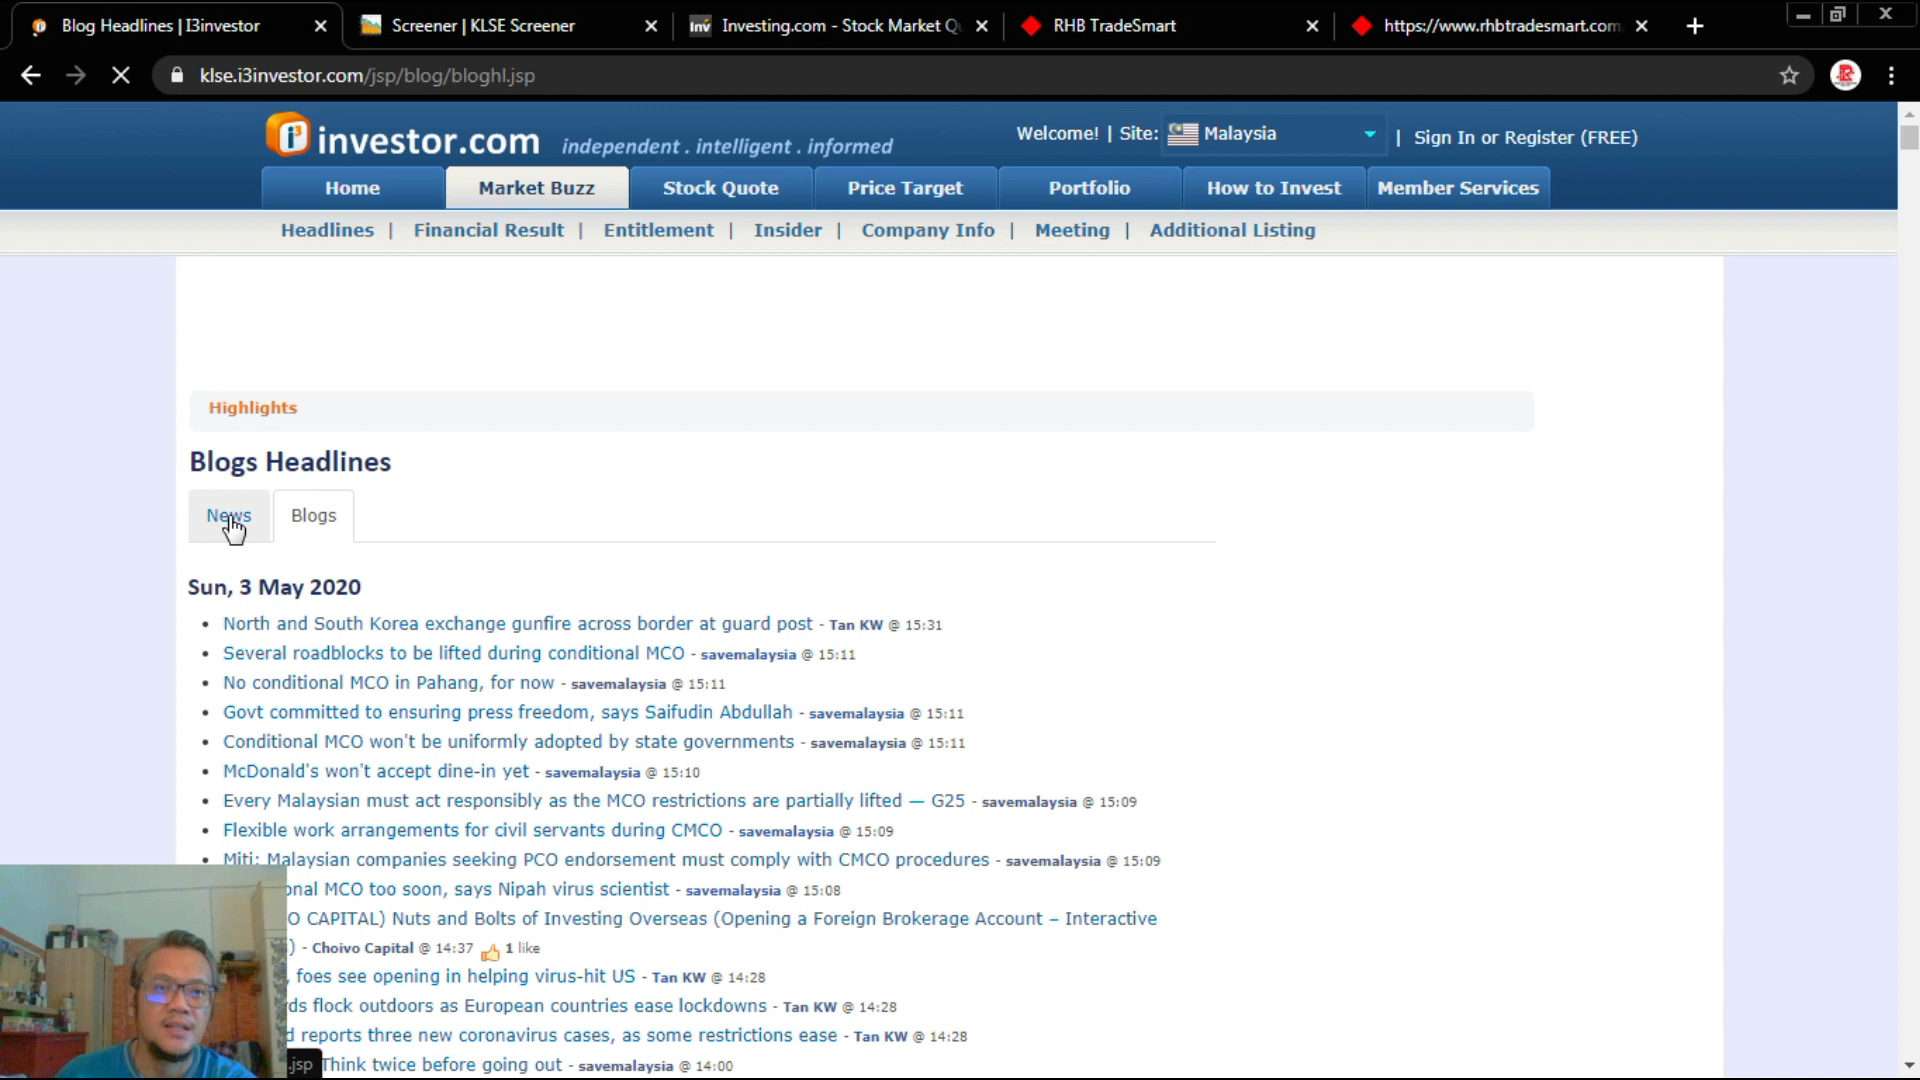 Blog Headlines | I3investor
Screener | KLSE Screener
Investing.com - Stock Market Q
RHB TradeSmart
https://www.rhbtradesmart.com
klse.i3investor.com/jsp/blog/bloghl.jsp
i3 investor.com independent . intelligent . informed
Welcome! | Site: Malaysia | Sign In or Register (FREE)
Home Market Buzz Stock Quote Price Target Portfolio How to Invest Member Services
Headlines | Financial Result | Entitlement | Insider | Company Info | Meeting | Additional Listing
Highlights
Blogs Headlines
News Blogs
Sun, 3 May 2020
North and South Korea exchange gunfire across border at guard post - Tan KW @ 15:31
Several roadblocks to be lifted during conditional MCO - savemalaysia @ 15:11
No conditional MCO in Pahang, for now - savemalaysia @ 15:11
Govt committed to ensuring press freedom, says Saifudin Abdullah - savemalaysia @ 15:11
Conditional MCO won't be uniformly adopted by state governments - savemalaysia @ 15:11
McDonald's won't accept dine-in yet - savemalaysia @ 15:10
Every Malaysian must act responsibly as the MCO restrictions are partially lifted — G25 - savemalaysia @ 15:09
Flexible work arrangements for civil servants during CMCO - savemalaysia @ 15:09
Miti: Malaysian companies seeking PCO endorsement must comply with CMCO procedures - savemalaysia @ 15:09
onal MCO too soon, says Nipah virus scientist - savemalaysia @ 15:08
O CAPITAL) Nuts and Bolts of Investing Overseas (Opening a Foreign Brokerage Account – Interactive
) - Choivo Capital @ 14:37 1 like
, foes see opening in helping virus-hit US - Tan KW @ 14:28
ds flock outdoors as European countries ease lockdowns - Tan KW @ 14:28
d reports three new coronavirus cases, as some restrictions ease - Tan KW @ 14:28
.jsp Think twice before going out - savemalaysia @ 14:00